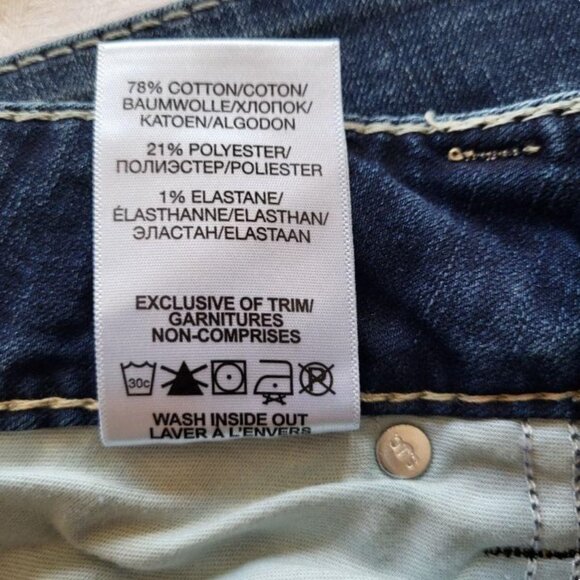 78% COTTON/COTON/
BAUMWOLLE/ХЛОПОК/
KATOEN/ALGODON
21% POLYESTER/
ПОЛИЭСТЕР/POLIESTER
1% ELASTANE/
ÉLASTHANNE/ELASTHAN/
ЭЛАСТАН/ELASTAAN
EXCLUSIVE OF TRIM/
GARNITURES
NON-COMPRISES
30c P
WASH INSIDE OUT
LAVER À L'ENVERS